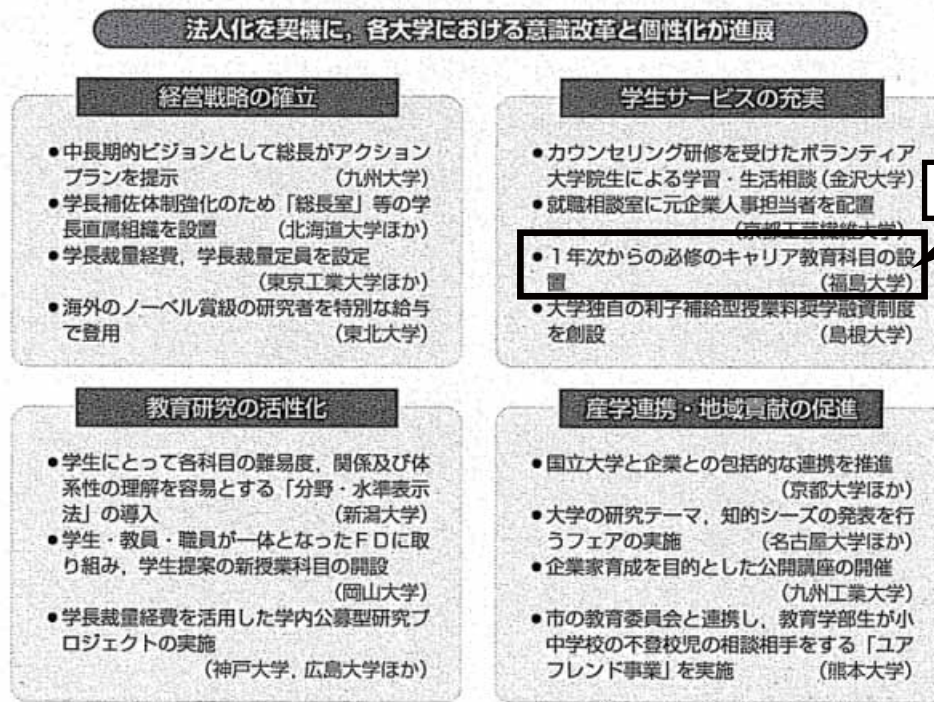 法人化を契機に，各大学における意識改革と個性化が進展
経営戦略の確立
●中長期的ビジョンとして総長がアクション
プランを提示 （九州大学）
●学長補佐体制強化のため「総長室」等の学
長直属組織を設置 （北海道大学ほか）
●学長裁量経費，学長裁量定員を設定
（東京工業大学ほか）
●海外のノーベル賞級の研究者を特別な給与
で登用 （東北大学）
学生サービスの充実
●カウンセリング研修を受けたボランティア
大学院生による学習・生活相談（金沢大学）
●就職相談室に元企業人事担当者を配置
（京都工芸繊維大学）
●１年次からの必修のキャリア教育科目の設
置 （福島大学）
●大学独自の利子補給型授業料奨学融資制度
を創設 （島根大学）
教育研究の活性化
●学生にとって各科目の難易度，関係及び体
系性の理解を容易とする「分野・水準表示
法」の導入 （新潟大学）
●学生・教員・職員が一体となったＦＤに取
り組み，学生提案の新授業科目の開設
（岡山大学）
●学長裁量経費を活用した学内公募型研究プ
ロジェクトの実施
（神戸大学，広島大学ほか）
産学連携・地域貢献の促進
●国立大学と企業との包括的な連携を推進
（京都大学ほか）
●大学の研究テーマ，知的シーズの発表を行
うフェアの実施 （名古屋大学ほか）
●企業家育成を目的とした公開講座の開催
（九州工業大学）
●市の教育委員会と連携し，教育学部生が小
中学校の不登校児の相談相手をする「ユア
フレンド事業」を実施 （熊本大学）